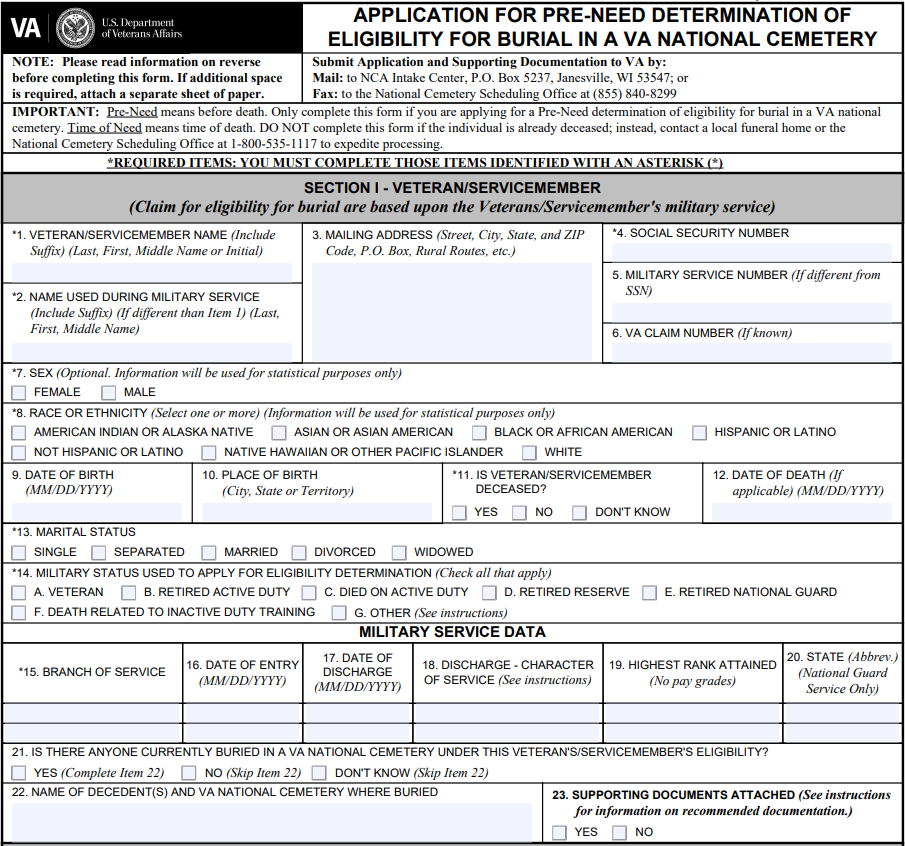 VA
U.S. Department
of Veterans Affairs
APPLICATION FOR PRE-NEED DETERMINATION OF
ELIGIBILITY FOR BURIAL IN A VA NATIONAL CEMETERY
NOTE: Please read information on reverse
before completing this form. If additional space
is required, attach a separate sheet of paper.
Submit Application and Supporting Documentation to VA by:
Mail: to NCA Intake Center, P.O. Box 5237, Janesville, WI 53547; or
Fax: to the National Cemetery Scheduling Office at (855) 840-8299
IMPORTANT: Pre-Need means before death. Only complete this form if you are applying for a Pre-Need determination of eligibility for burial in a VA national
cemetery. Time of Need means time of death. DO NOT complete this form if the individual is already deceased; instead, contact a local funeral home or the
National Cemetery Scheduling Office at 1-800-535-1117 to expedite processing.
*REQUIRED ITEMS: YOU MUST COMPLETE THOSE ITEMS IDENTIFIED WITH AN ASTERISK (*)
SECTION I - VETERAN/SERVICEMEMBER
(Claim for eligibility for burial are based upon the Veterans/Servicemember's military service)
*1. VETERAN/SERVICEMEMBER NAME (Include
Suffix) (Last, First, Middle Name or Initial)
*2. NAME USED DURING MILITARY SERVICE
(Include Suffix) (If different than Item 1) (Last,
First, Middle Name)
3. MAILING ADDRESS (Street, City, State, and ZIP
Code, P.O. Box, Rural Routes, etc.)
*4. SOCIAL SECURITY NUMBER
5. MILITARY SERVICE NUMBER (If different from
SSN)
6. VA CLAIM NUMBER (If known)
*7. SEX (Optional. Information will be used for statistical purposes only)
FEMALE MALE
*8. RACE OR ETHNICITY (Select one or more) (Information will be used for statistical purposes only)
AMERICAN INDIAN OR ALASKA NATIVE ASIAN OR ASIAN AMERICAN BLACK OR AFRICAN AMERICAN HISPANIC OR LATINO
NOT HISPANIC OR LATINO NATIVE HAWAIIAN OR OTHER PACIFIC ISLANDER WHITE
9. DATE OF BIRTH
(MM/DD/YYYY)
10. PLACE OF BIRTH
(City, State or Territory)
*11. IS VETERAN/SERVICEMEMBER
DECEASED?
YES NO DON'T KNOW
12. DATE OF DEATH (If
applicable) (MM/DD/YYYY)
*13. MARITAL STATUS
SINGLE SEPARATED MARRIED DIVORCED WIDOWED
*14. MILITARY STATUS USED TO APPLY FOR ELIGIBILITY DETERMINATION (Check all that apply)
A. VETERAN B. RETIRED ACTIVE DUTY C. DIED ON ACTIVE DUTY D. RETIRED RESERVE E. RETIRED NATIONAL GUARD
F. DEATH RELATED TO INACTIVE DUTY TRAINING G. OTHER (See instructions)
MILITARY SERVICE DATA
*15. BRANCH OF SERVICE
16. DATE OF ENTRY
(MM/DD/YYYY)
17. DATE OF
DISCHARGE
(MM/DD/YYYY)
18. DISCHARGE - CHARACTER
OF SERVICE (See instructions)
19. HIGHEST RANK ATTAINED
(No pay grades)
20. STATE (Abbrev.)
(National Guard
Service Only)
21. IS THERE ANYONE CURRENTLY BURIED IN A VA NATIONAL CEMETERY UNDER THIS VETERAN'S/SERVICEMEMBER'S ELIGIBILITY?
YES (Complete Item 22) NO (Skip Item 22) DON'T KNOW (Skip Item 22)
22. NAME OF DECEDENT(S) AND VA NATIONAL CEMETERY WHERE BURIED
23. SUPPORTING DOCUMENTS ATTACHED (See instructions
for information on recommended documentation.)
YES NO